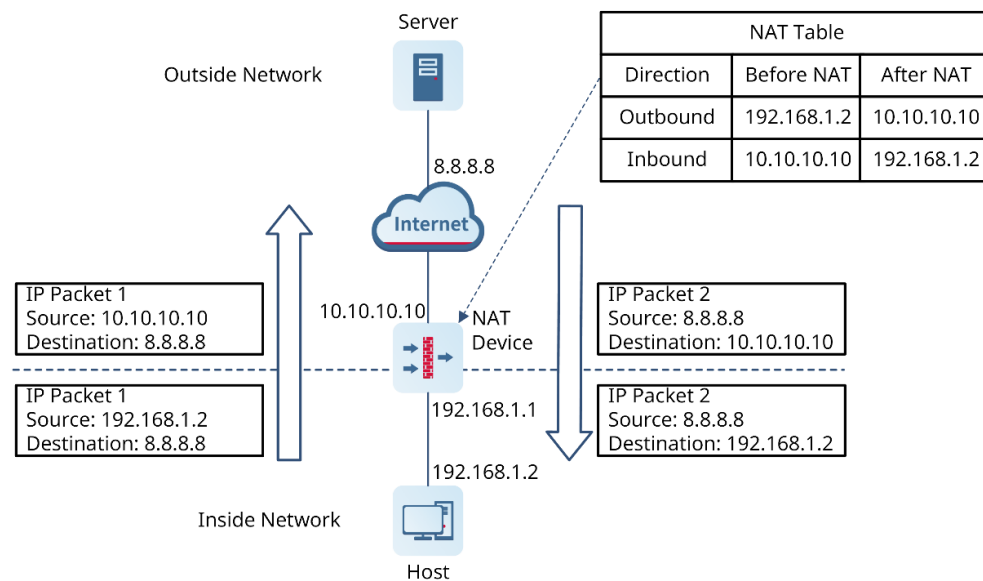 Server
Outside Network
NAT Table
Direction Before NAT After NAT
Outbound 192.168.1.2 10.10.10.10
Inbound 10.10.10.10 192.168.1.2
8.8.8.8
Internet
IP Packet 1
Source: 10.10.10.10
Destination: 8.8.8.8
10.10.10.10
NAT
Device
IP Packet 2
Source: 8.8.8.8
Destination: 10.10.10.10
IP Packet 1
Source: 192.168.1.2
Destination: 8.8.8.8
192.168.1.1
IP Packet 2
Source: 8.8.8.8
Destination: 192.168.1.2
192.168.1.2
Inside Network
Host